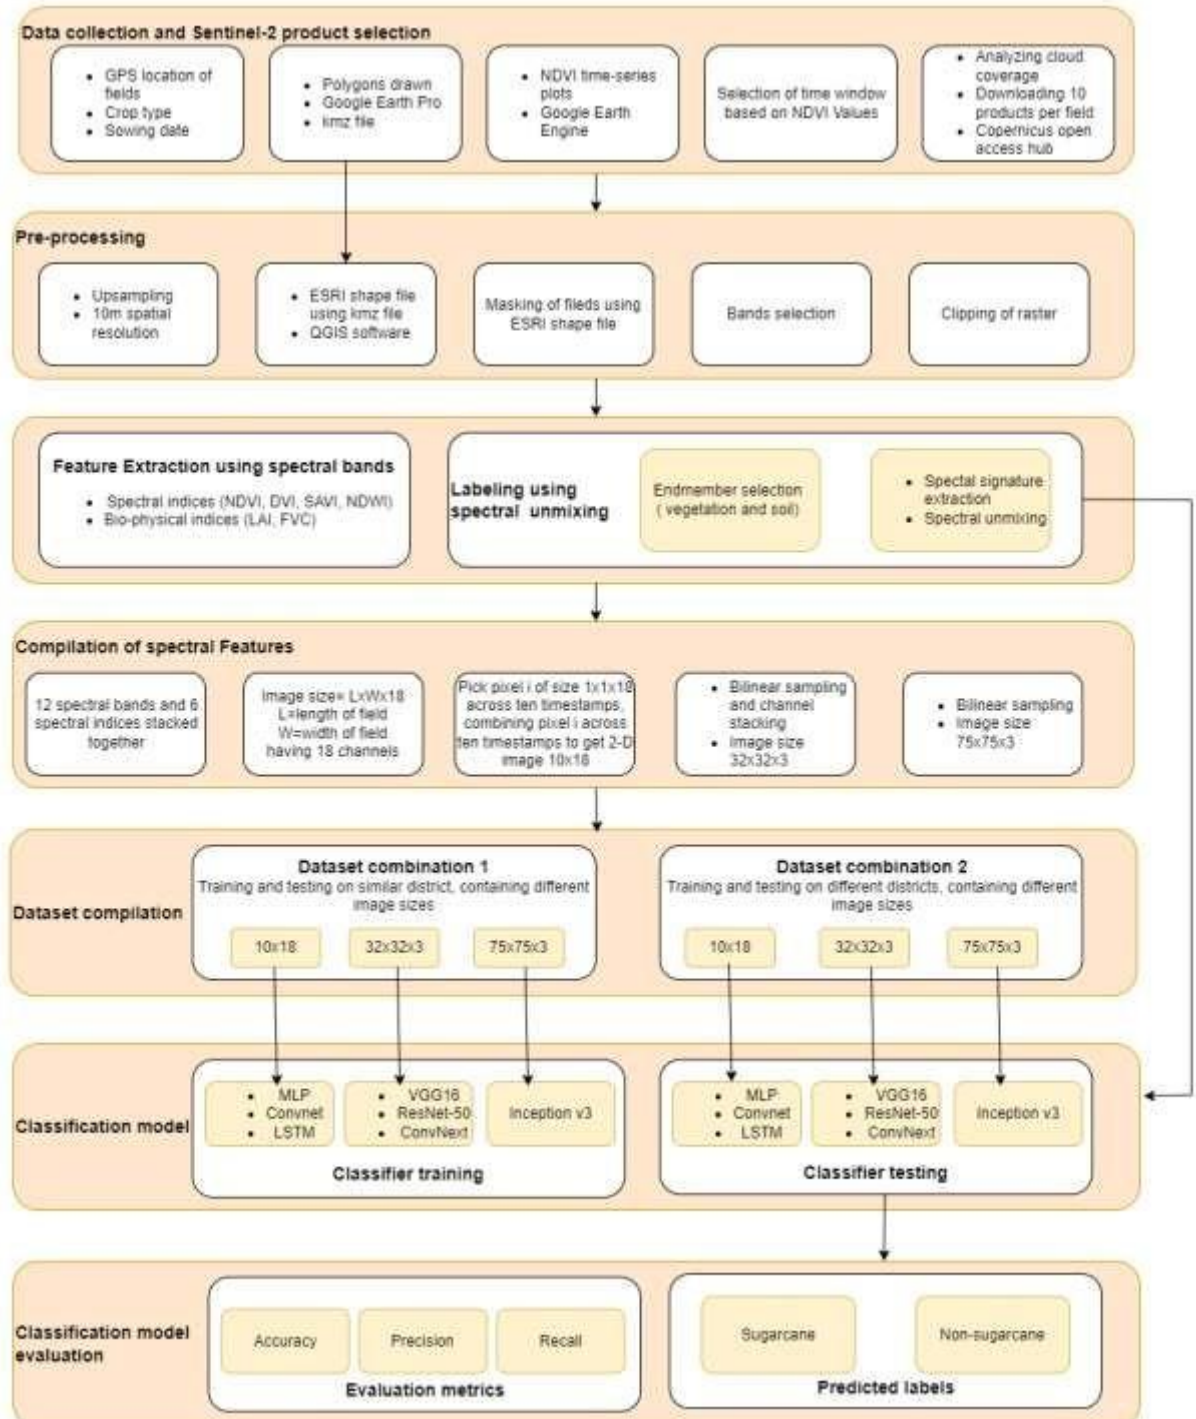 Data collection and Sentinel-2 product selection
• GPS location of
fields
• Crop type
• Sowing date
• Polygons drawn
• Google Earth Pro
• kmz file
• NDVI time-series
plots
• Google Earth
Engine
Selection of time window
based on NDVI Values
• Analyzing cloud
coverage
• Downloading 10
products per field
• Copernicus open
access hub
Pre-processing
• Upsampling
• 10m spatial
resolution
• ESRI shape file
using kmz file
• QGIS software
Masking of fileds using
ESRI shape file
Bands selection
Clipping of raster
Feature Extraction using spectral bands
• Spectral indices (NDVI, DVI, SAVI, NDWI)
• Bio-physical indices (LAI, FVC)
Labeling using
spectral unmixing
Endmember selection
( vegetation and soil)
• Spectal signature
extraction
• Spectral unmixing
Compilation of spectral Features
12 spectral bands and 6
spectral indices stacked
together
Image size= LxWx18
L=length of field
W=width of field
having 18 channels
Pick pixel i of size 1x1x18
across ten timestamps,
combining pixel i across
ten timestamps to get 2-D
image 10x18
• Bilinear sampling
and channel
stacking
• Image size
32x32x3
• Bilinear sampling
• Image size
75x75x3
Dataset compilation
Dataset combination 1
Training and testing on similar district, containing different
image sizes
10x18
32x32x3
75x75x3
Dataset combination 2
Training and testing on different districts, containing different
image sizes
10x18
32x32x3
75x75x3
Classification model
• MLP
• Convnet
• LSTM
• VGG16
• ResNet-50
• ConvNext
Inception v3
Classifier training
• MLP
• Convnet
• LSTM
• VGG16
• ResNet-50
• ConvNext
Inception v3
Classifier testing
Classification model
evaluation
Accuracy
Precision
Recall
Evaluation metrics
Sugarcane
Non-sugarcane
Predicted labels